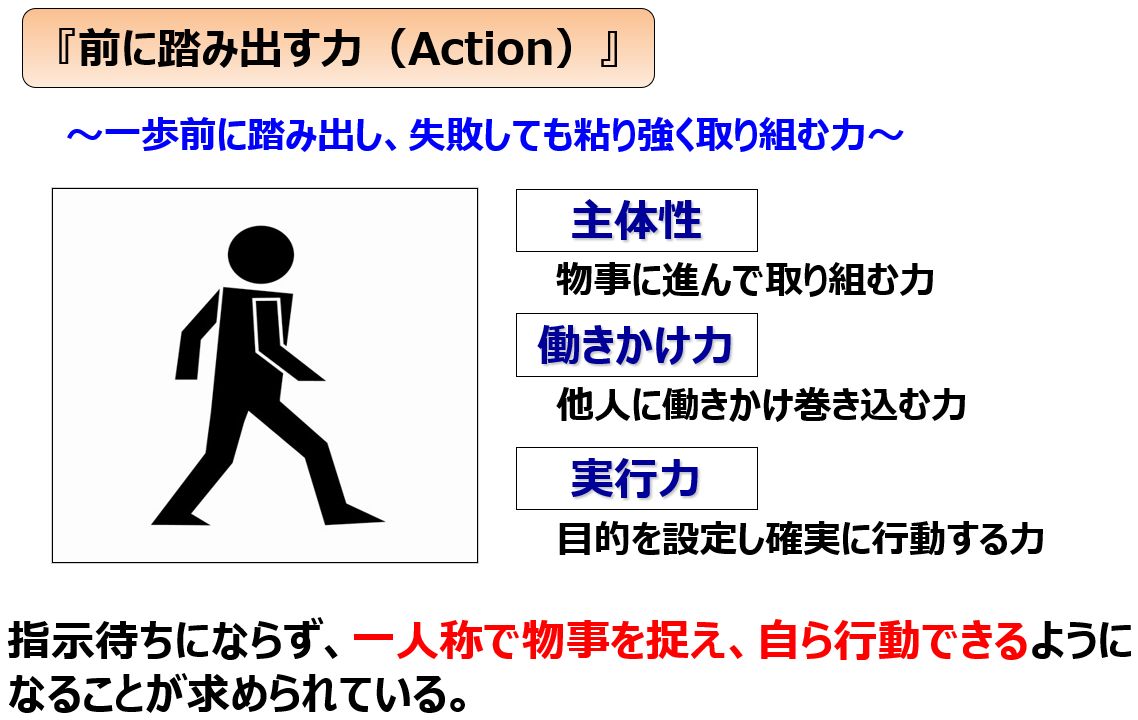 『前に踏み出す力（Action）』
～一歩前に踏み出し、失敗しても粘り強く取り組む力～
主体性
物事に進んで取り組む力
働きかけ力
他人に働きかけ巻き込む力
実行力
目的を設定し確実に行動する力
指示待ちにならず、一人称で物事を捉え、自ら行動できるように
なることが求められている。